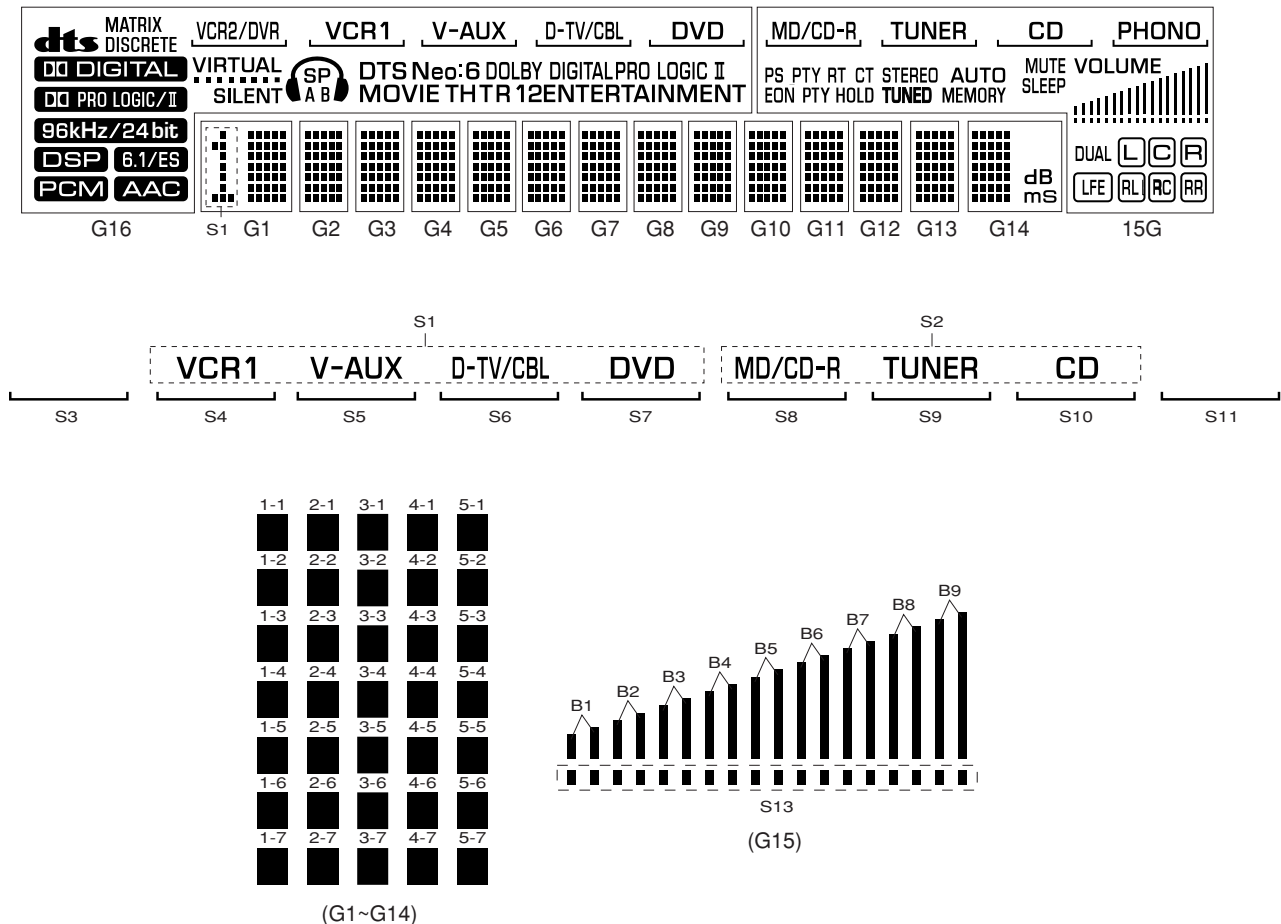 dts MATRIX DISCRETE VCR2/DVR VCR1 V-AUX D-TV/CBL DVD MD/CD-R TUNER CD PHONO
DD DIGITAL VIRTUAL SP DTS Neo:6 DOLBY DIGITAL PRO LOGIC II PS PTY RT CT STEREO AUTO MUTE VOLUME
DD PRO LOGIC/II SILENT A B MOVIE THTR 12ENTERTAINMENT EON PTY HOLD TUNED MEMORY SLEEP
96kHz/24bit
DSP 6.1/ES DUAL L C R
PCM AAC dB LFE RL RC RR
mS
G16 S1 G1 G2 G3 G4 G5 G6 G7 G8 G9 G10 G11 G12 G13 G14 15G
S1 S2
VCR1 V-AUX D-TV/CBL DVD MD/CD-R TUNER CD
S3 S4 S5 S6 S7 S8 S9 S10 S11
1-1 2-1 3-1 4-1 5-1
1-2 2-2 3-2 4-2 5-2
1-3 2-3 3-3 4-3 5-3
1-4 2-4 3-4 4-4 5-4
1-5 2-5 3-5 4-5 5-5
1-6 2-6 3-6 4-6 5-6
1-7 2-7 3-7 4-7 5-7
(G1~G14)
B1 B2 B3 B4 B5 B6 B7 B8 B9
S13
(G15)